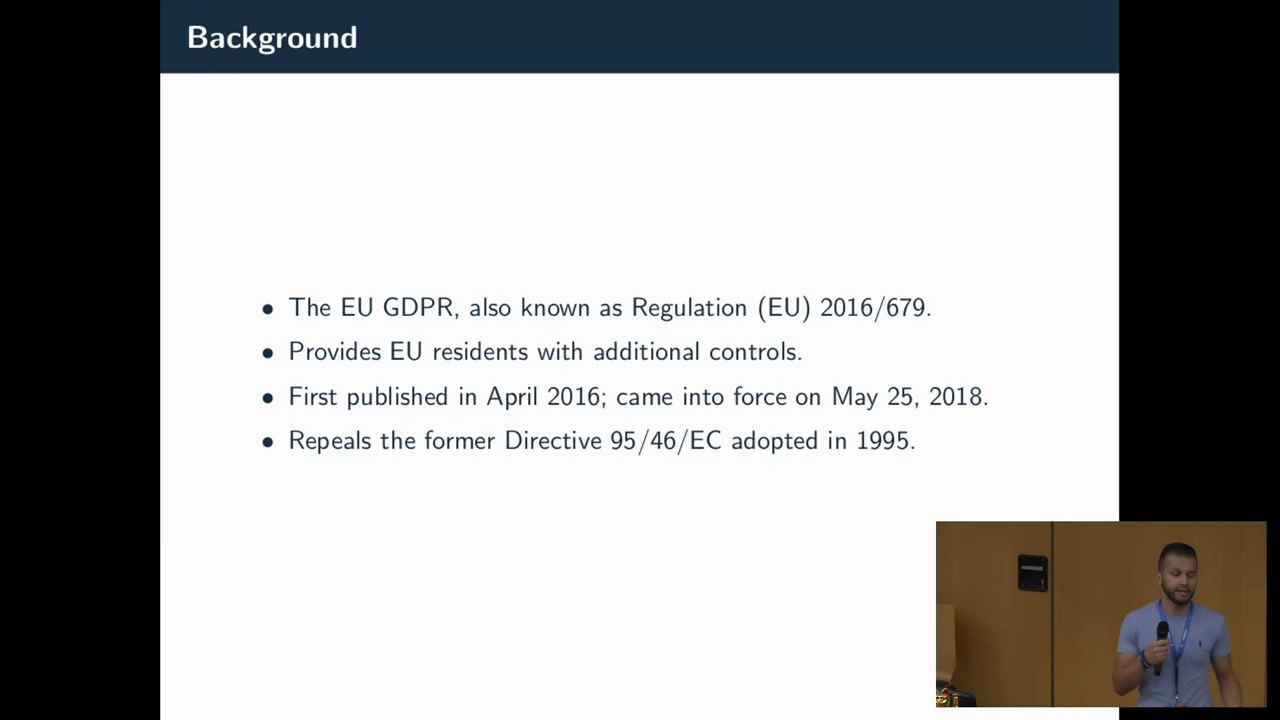 Background
• The EU GDPR, also known as Regulation (EU) 2016/679.
• Provides EU residents with additional controls.
• First published in April 2016; came into force on May 25, 2018.
• Repeals the former Directive 95/46/EC adopted in 1995.